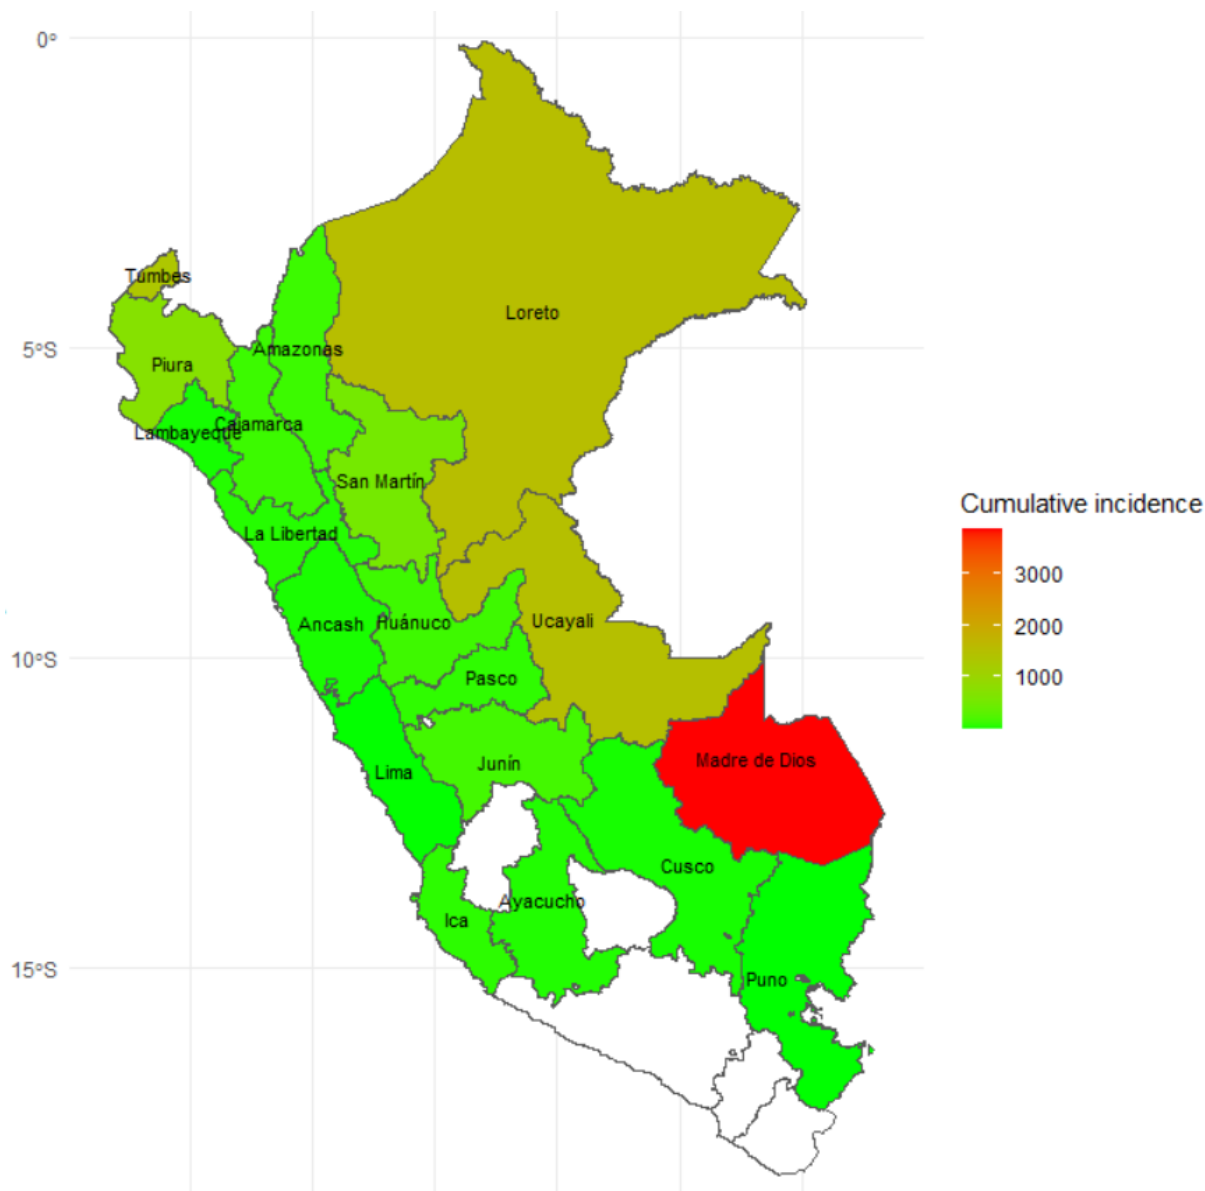 0°
Tumbes
Loreto
5°S
Amazonas
Piura
Cajamarca
Lambayeque
San Martín
Cumulative incidence
La Libertad
3000
Ancash
Huánuco
Ucayali
2000
10°S
Pasco
1000
Madre de Dios
Junín
Lima
Cusco
Ayacucho
Ica
15°S
Puno